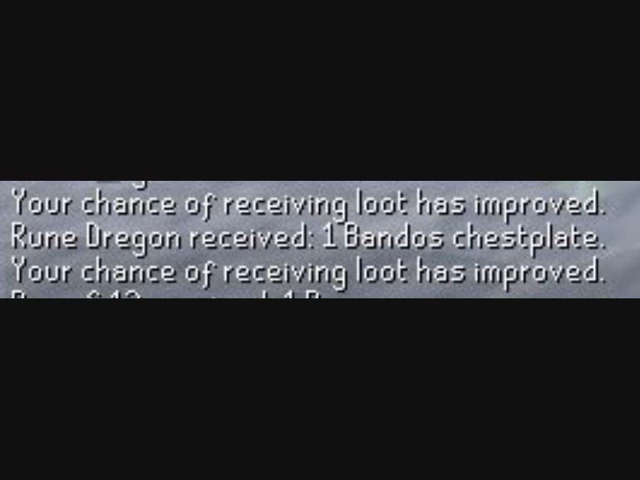 Your chance of receiving loot has improved.
Rune Dregon received: 1 Bandos chestplate.
Your chance of receiving loot has improved.